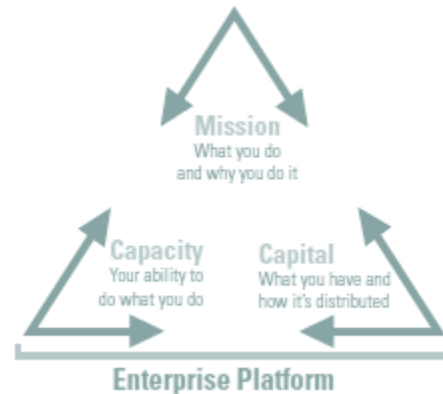 Mission
What you do
and why you do it
Capacity
Your ability to
do what you do
Capital
What you have and
how it's distributed
Enterprise Platform